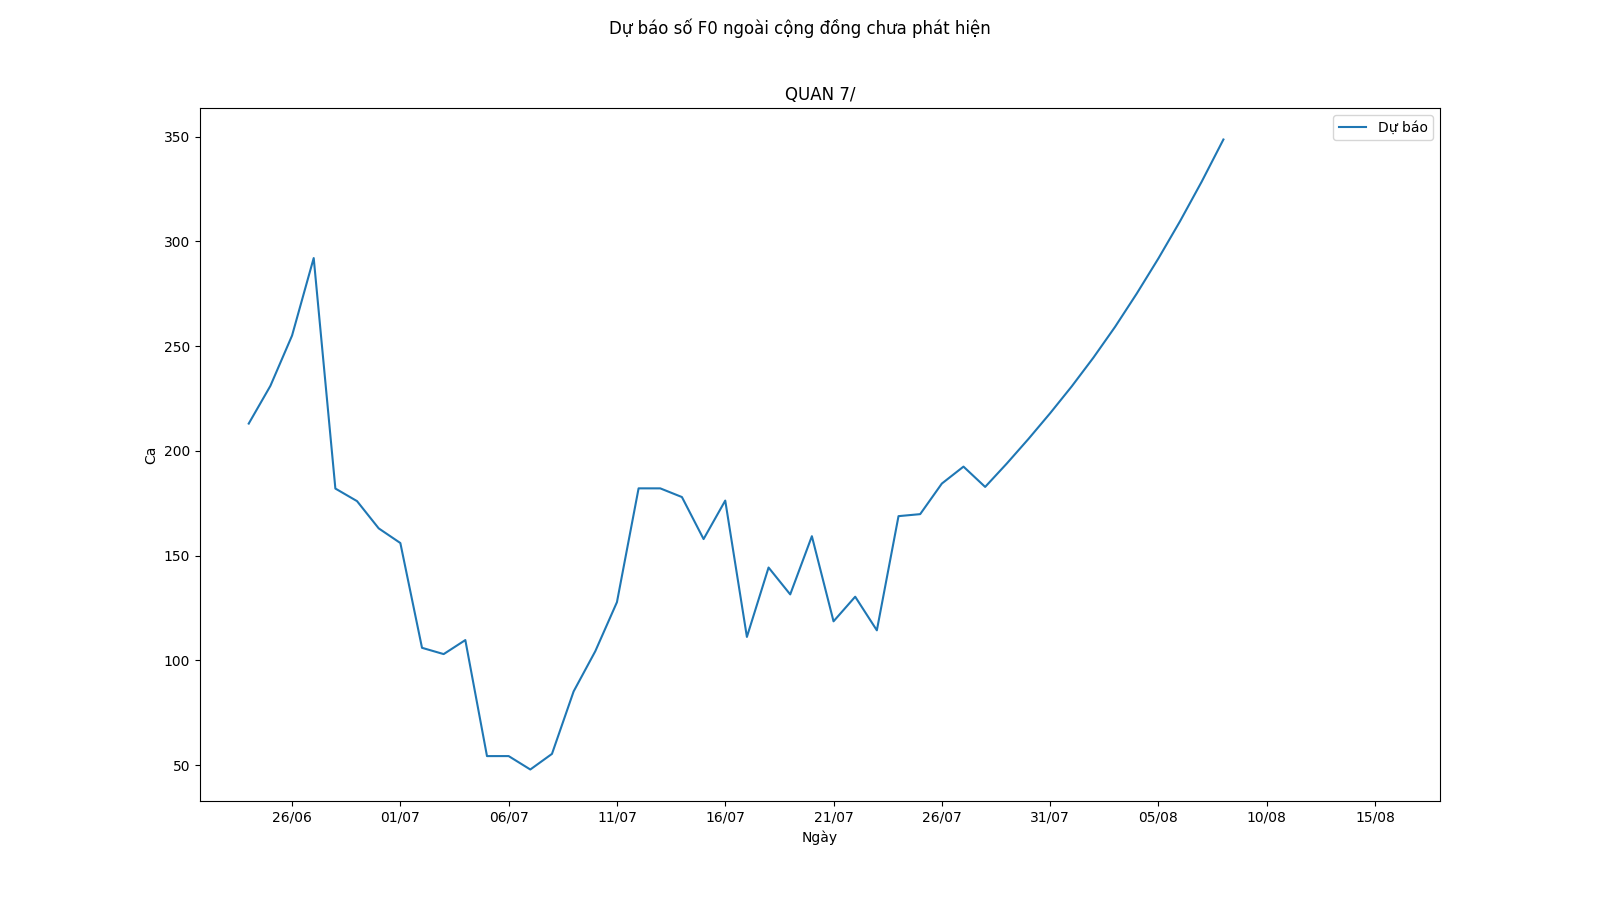 Dự báo số F0 ngoài cộng đồng chưa phát hiện
QUAN 7/
Dự báo
350
300
250
200
150
100
50
Ca
26/06 01/07 06/07 11/07 16/07 21/07 26/07 31/07 05/08 10/08 15/08
Ngày